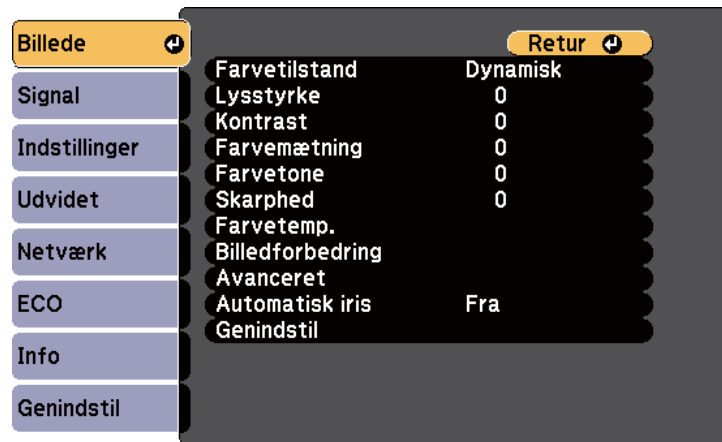 Billede
Signal
Indstillinger
Udvidet
Netværk
ECO
Info
Genindstil
Retur
Farvetilstand Dynamisk
Lysstyrke 0
Kontrast 0
Farvemætning 0
Farvetone 0
Skarphed 0
Farvetemp.
Billedforbedring
Avanceret
Automatisk iris Fra
Genindstil